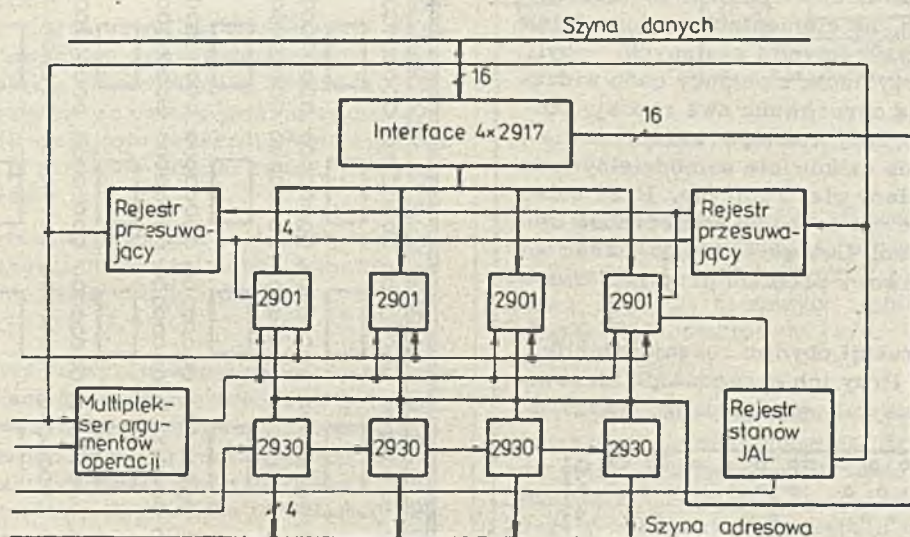 Szyna danych
16
Interface 4×2917
16
Rejestr
przesuwa-
jący
4
Rejestr
przesuwa-
jący
2901
2901
2901
2901
Multiplek-
ser argu-
mentów
operacji
2930
2930
2930
2930
Rejestr
stanów
JAL
4
Szyna adresowa